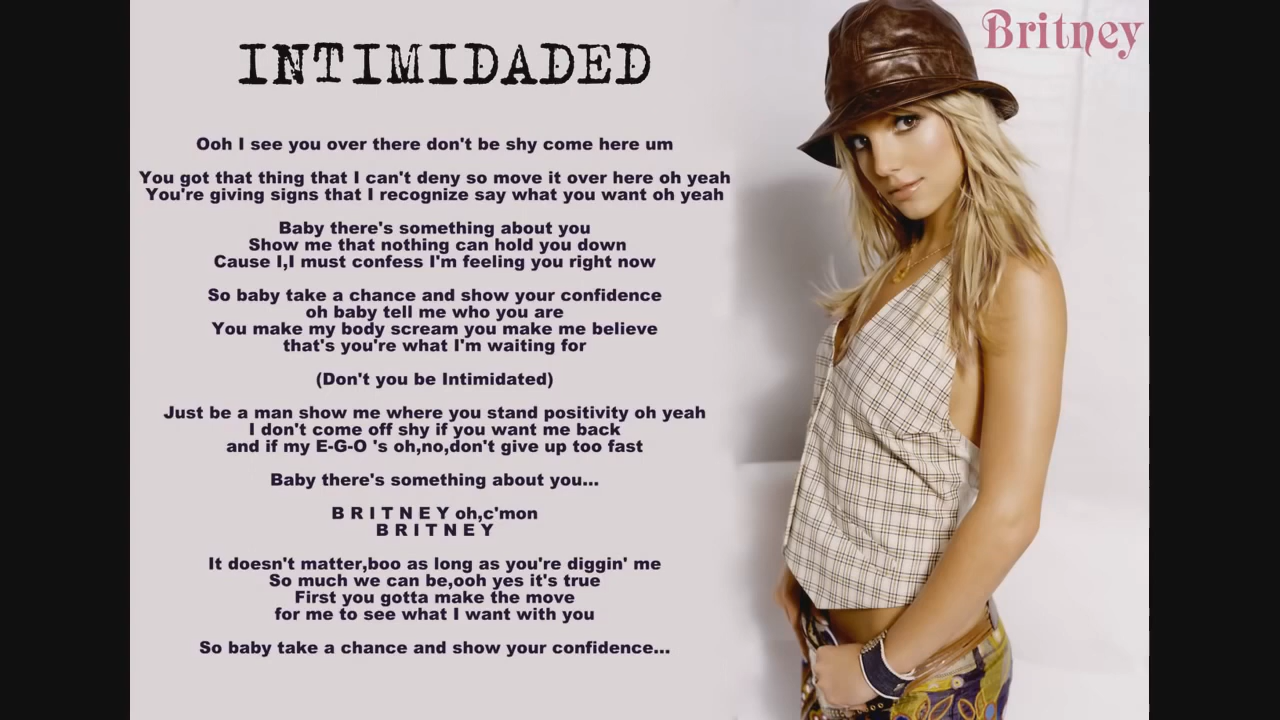 Britney
INTIMIDADED
Ooh I see you over there don't be shy come here um
You got that thing that I can't deny so move it over here oh yeah
You're giving signs that I recognize say what you want oh yeah
Baby there's something about you
Show me that nothing can hold you down
Cause I,I must confess I'm feeling you right now
So baby take a chance and show your confidence
oh baby tell me who you are
You make my body scream you make me believe
that's you're what I'm waiting for
(Don't you be Intimidated)
Just be a man show me where you stand positivity oh yeah
I don't come off shy if you want me back
and if my E-G-O 's oh,no,don't give up too fast
Baby there's something about you...
B R I T N E Y oh,c'mon
B R I T N E Y
It doesn't matter,boo as long as you're diggin' me
So much we can be,ooh yes it's true
First you gotta make the move
for me to see what I want with you
So baby take a chance and show your confidence...